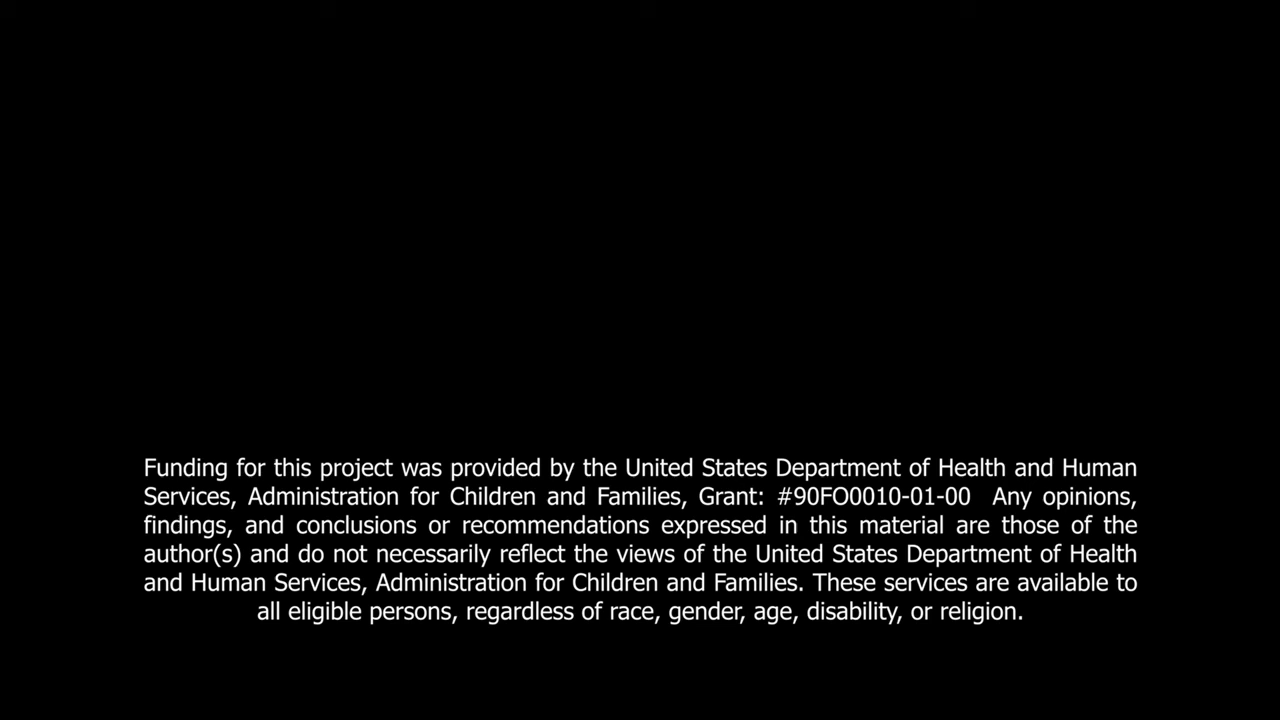 Funding for this project was provided by the United States Department of Health and Human
Services, Administration for Children and Families, Grant: #90FO0010-01-00  Any opinions,
findings, and conclusions or recommendations expressed in this material are those of the
author(s) and do not necessarily reflect the views of the United States Department of Health
and Human Services, Administration for Children and Families. These services are available to
all eligible persons, regardless of race, gender, age, disability, or religion.